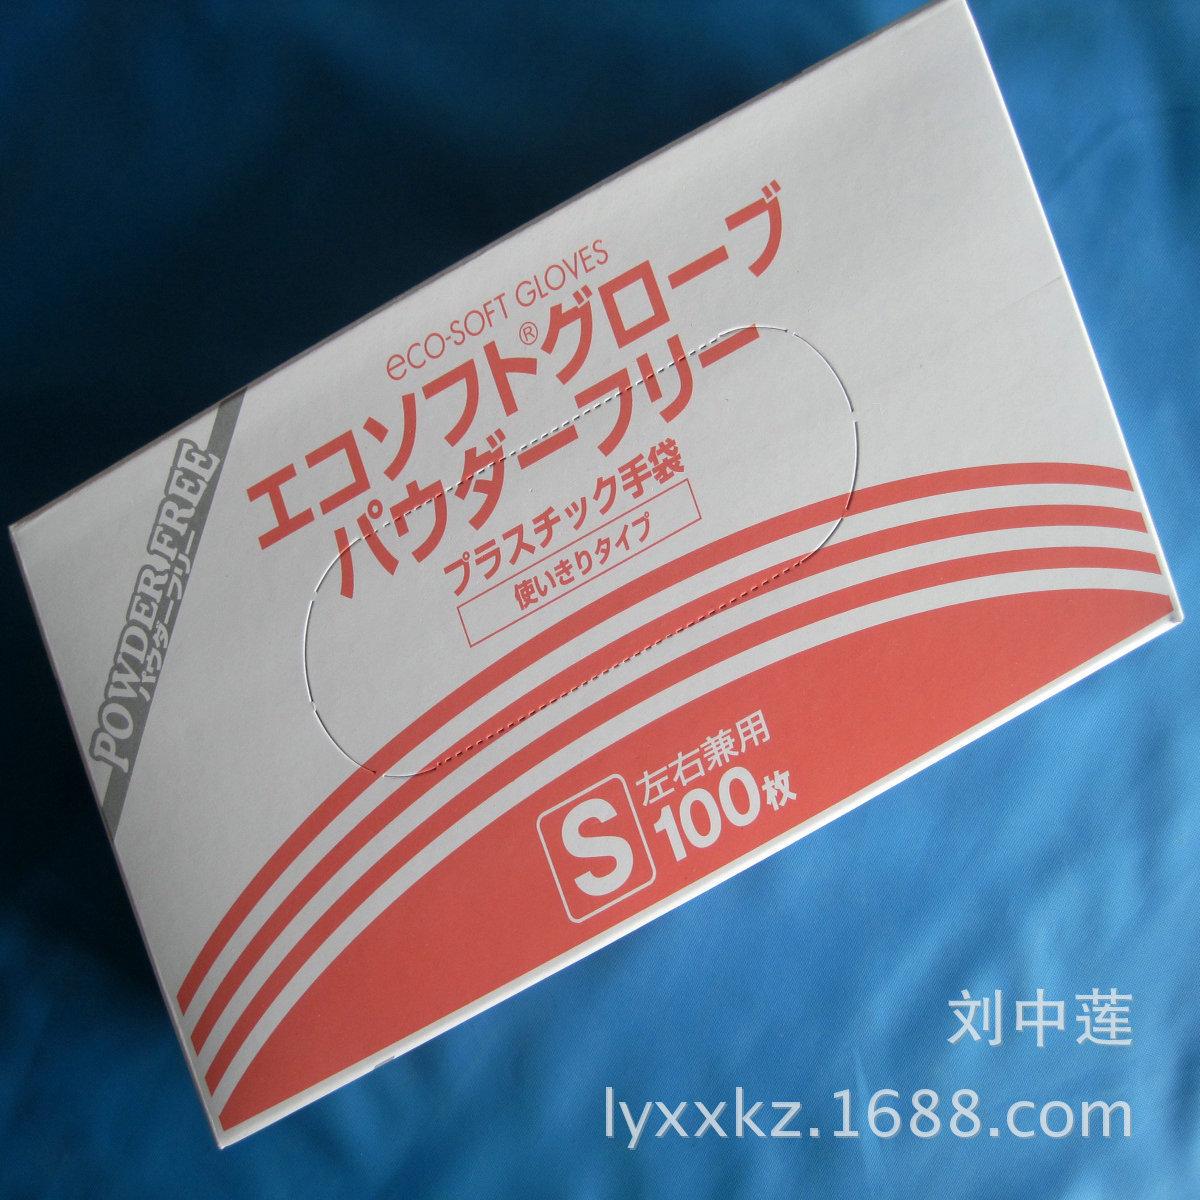 POWDER FREE
パウダーフリー
eco-SOFT GLOVES
エコソフト®グローブ
パウダーフリー
プラスチック手袋
使いきりタイプ
S
左右兼用
100枚
刘中莲
lyxxkz.1688.com